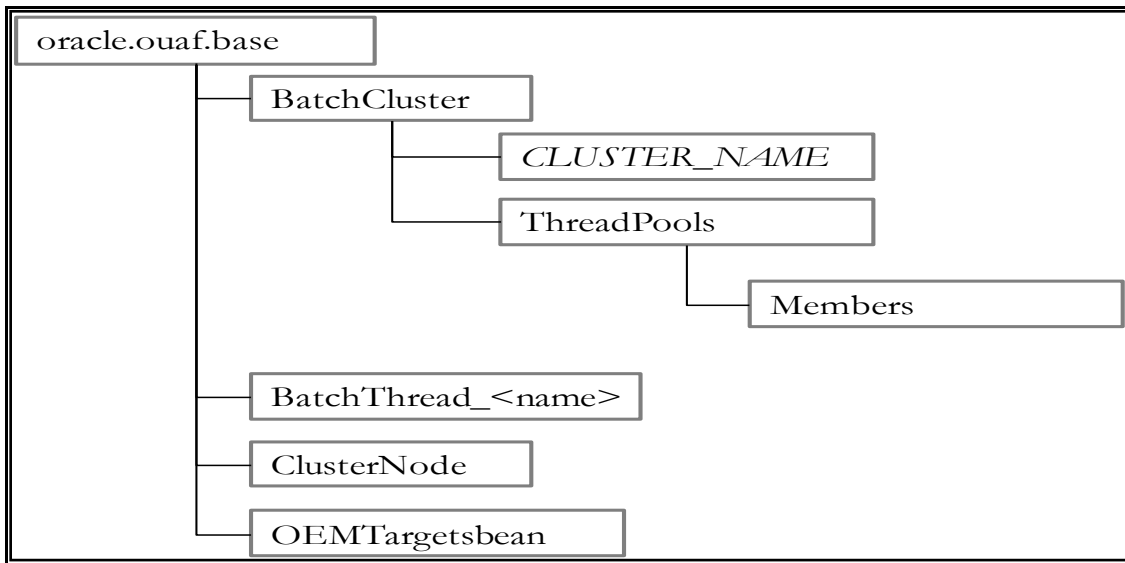 oracle.ouaf.base
BatchCluster
CLUSTER_NAME
ThreadPools
Members
BatchThread_<name>
ClusterNode
OEMTargetsbean